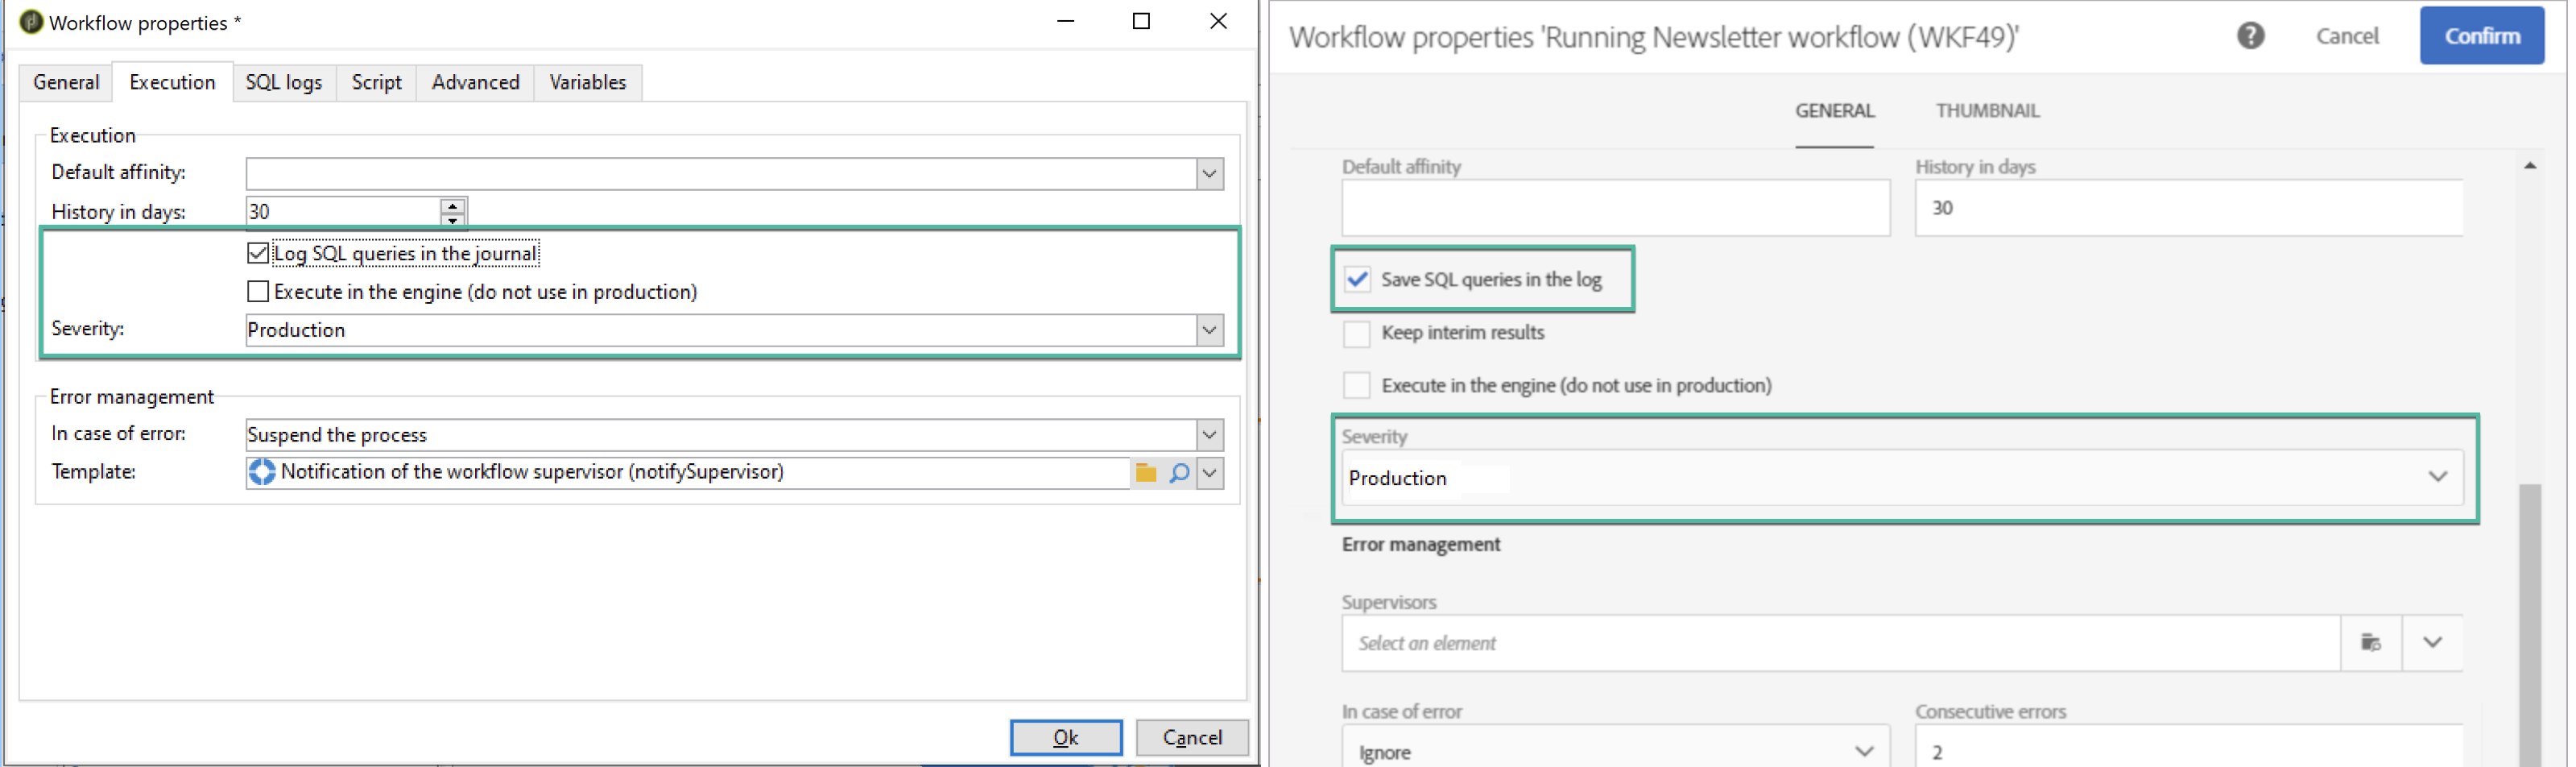 Workflow properties *
General Execution SQL logs Script Advanced Variables
Execution
Default affinity:
History in days: 30
Log SQL queries in the journal
Execute in the engine (do not use in production)
Severity: Production
Error management
In case of error: Suspend the process
Template: Notification of the workflow supervisor (notifySupervisor)
Ok Cancel
Workflow properties 'Running Newsletter workflow (WKF49)' ? Cancel Confirm
GENERAL THUMBNAIL
Default affinity History in days
30
Save SQL queries in the log
Keep interim results
Execute in the engine (do not use in production)
Severity
Production
Error management
Supervisors
Select an element
In case of error Consecutive errors
Ignore 2